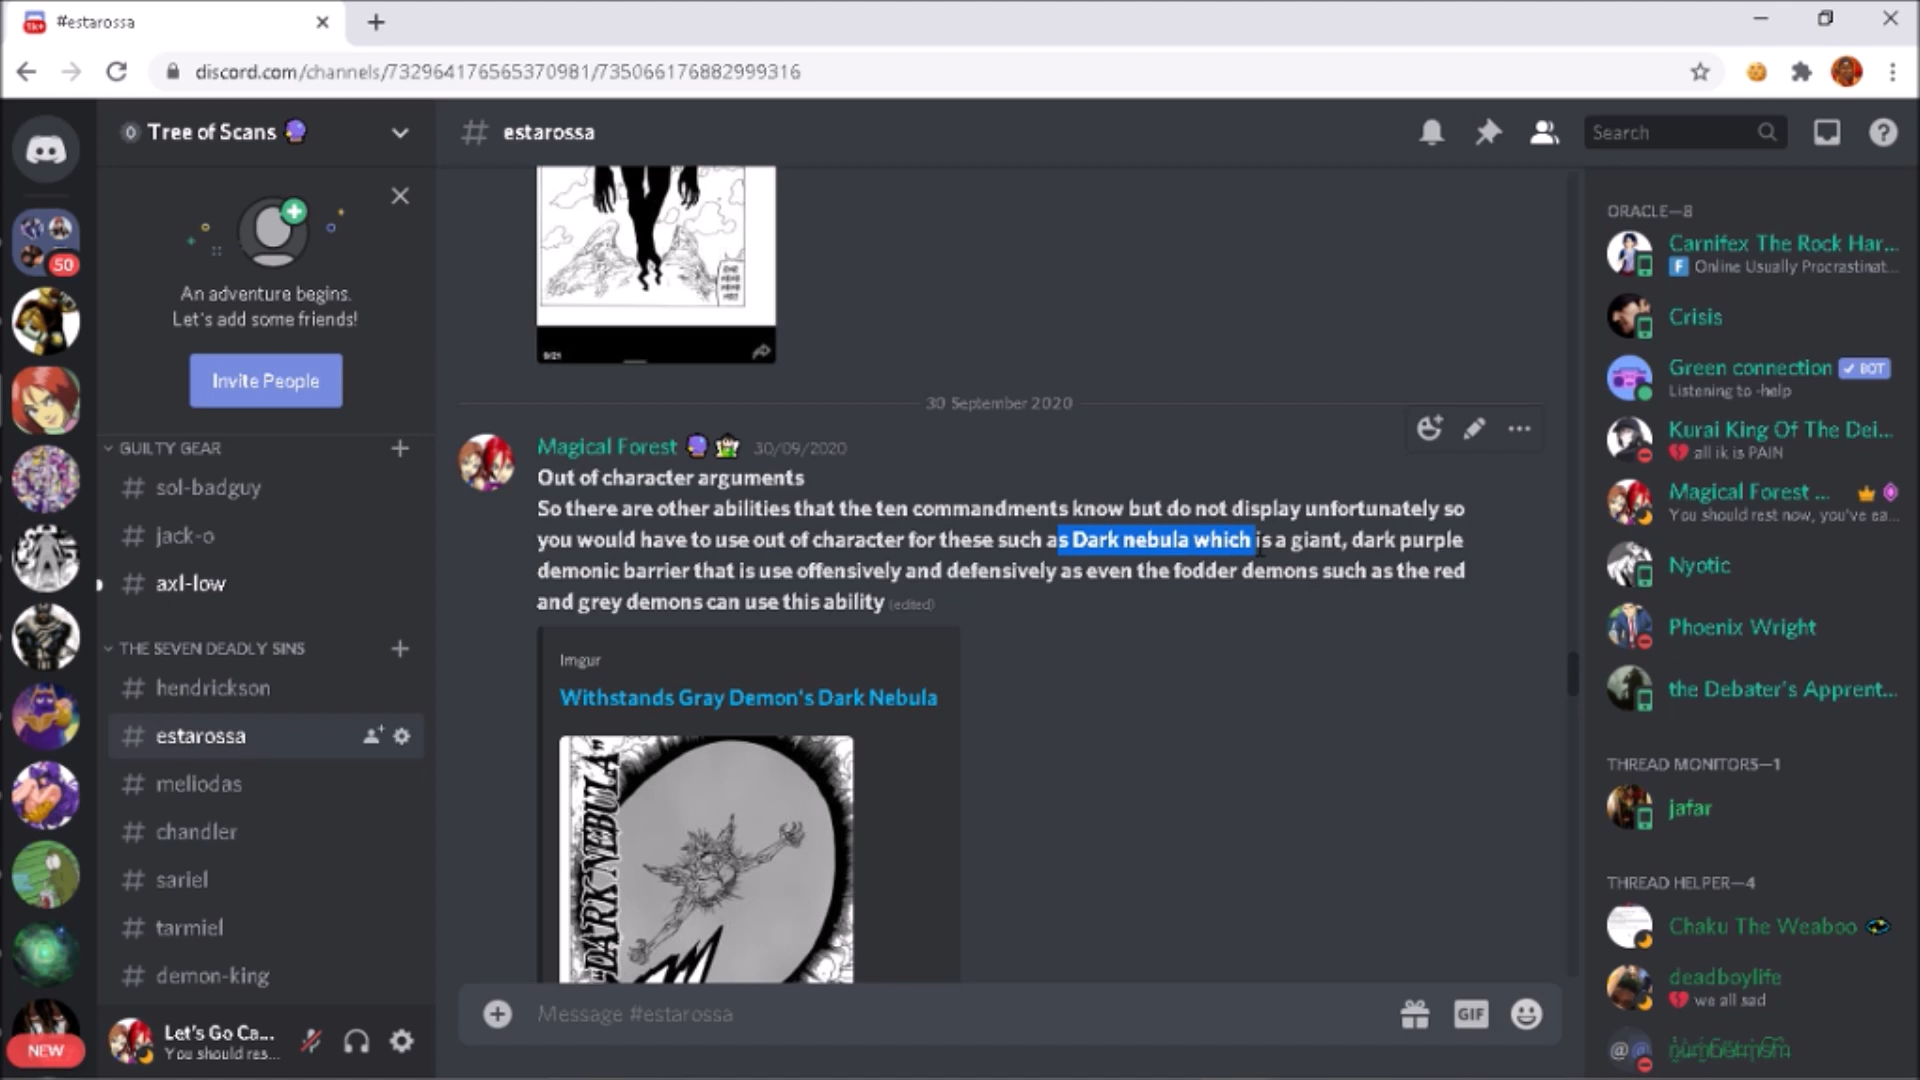 #estarossa
discord.com/channels/732964176565370981/735066176882999316
Tree of Scans
An adventure begins.
Let's add some friends!
Invite People
50
GUILTY GEAR
# sol-badguy
# jack-o
# axl-low
THE SEVEN DEADLY SINS
# hendrickson
# estarossa
# meliodas
# chandler
# sariel
# tarmiel
# demon-king
NEW
Let's Go Ca...
You should res...
# estarossa
Search
9/21
30 September 2020
Magical Forest 30/09/2020
Out of character arguments
So there are other abilities that the ten commandments know but do not display unfortunately so
you would have to use out of character for these such as Dark nebula which is a giant, dark purple
demonic barrier that is use offensively and defensively as even the fodder demons such as the red
and grey demons can use this ability (edited)
Imgur
Withstands Gray Demon's Dark Nebula
"DARK NEBULA"
Message #estarossa
GIF
ORACLE—8
Carnifex The Rock Har...
F Online Usually Procrastinat...
Crisis
Green connection ✓ BOT
Listening to -help
Kurai King Of The Dei...
all ik is PAIN
Magical Forest ...
You should rest now, you've ea...
Nyotic
Phoenix Wright
the Debater's Apprent...
THREAD MONITORS—1
jafar
THREAD HELPER—4
Chaku The Weaboo
deadboylife
we all sad